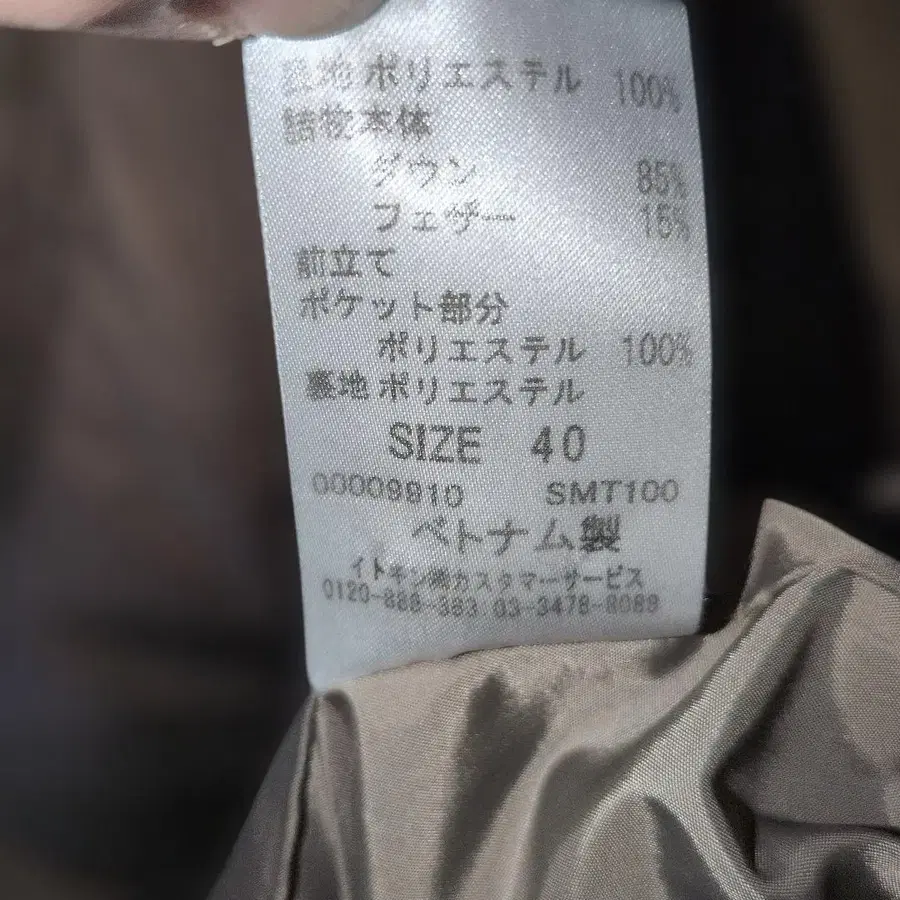 表地 ポリエステル 100%
詰物本体
ダウン 85%
フェザー 15%
前立て
ポケット部分
ポリエステル 100%
裏地 ポリエステル
SIZE 40
00009910 SMT100
ベトナム製
イトキン㈱カスタマーサービス
0120-888-363 03-3478-8088